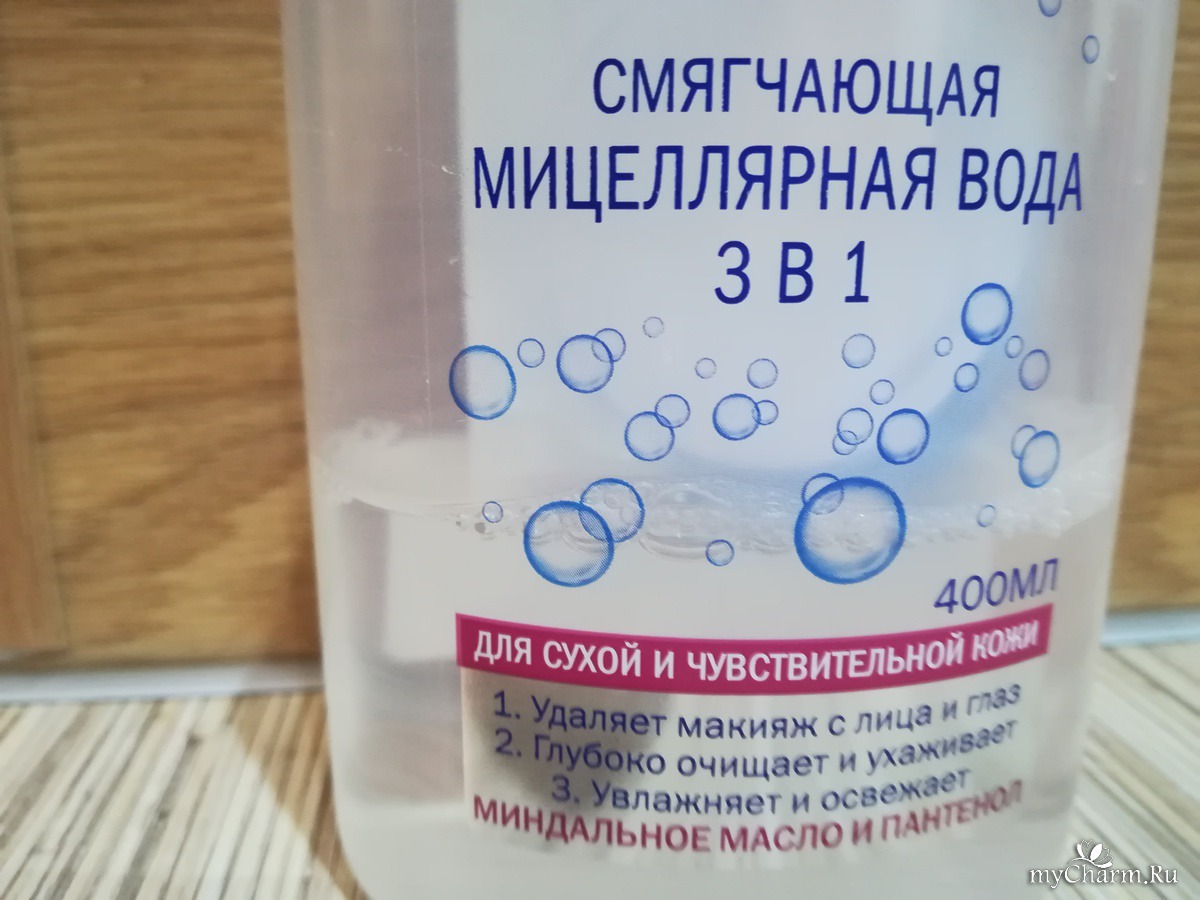 СМЯГЧАЮЩАЯ
МИЦЕЛЛЯРНАЯ ВОДА
3 В 1
400МЛ
ДЛЯ СУХОЙ И ЧУВСТВИТЕЛЬНОЙ КОЖИ
1. Удаляет макияж с лица и глаз
2. Глубоко очищает и ухаживает
3. Увлажняет и освежает
МИНДАЛЬНОЕ МАСЛО И ПАНТЕНОЛ
myCharm.Ru